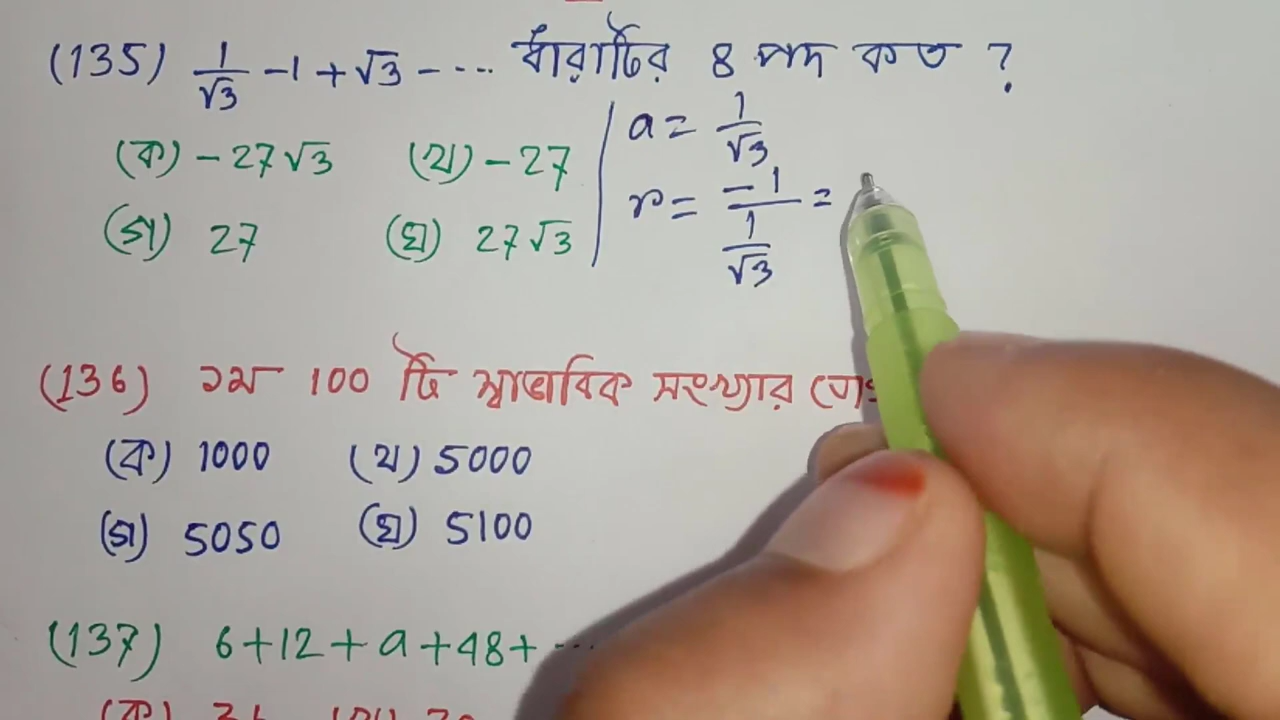 (135) 1/√3 -1 + √3 - ... ধারাটির 8 পদ কত ?
(ক) -27√3 (খ) -27
(গ) 27 (ঘ) 27√3
a = 1/√3
r = -1/(1/√3) =
(136) ১ম 100 টি স্বাভাবিক সংখ্যার
(ক) 1000 (খ) 5000
(গ) 5050 (ঘ) 5100
(137) 6+12+a+48+ ...